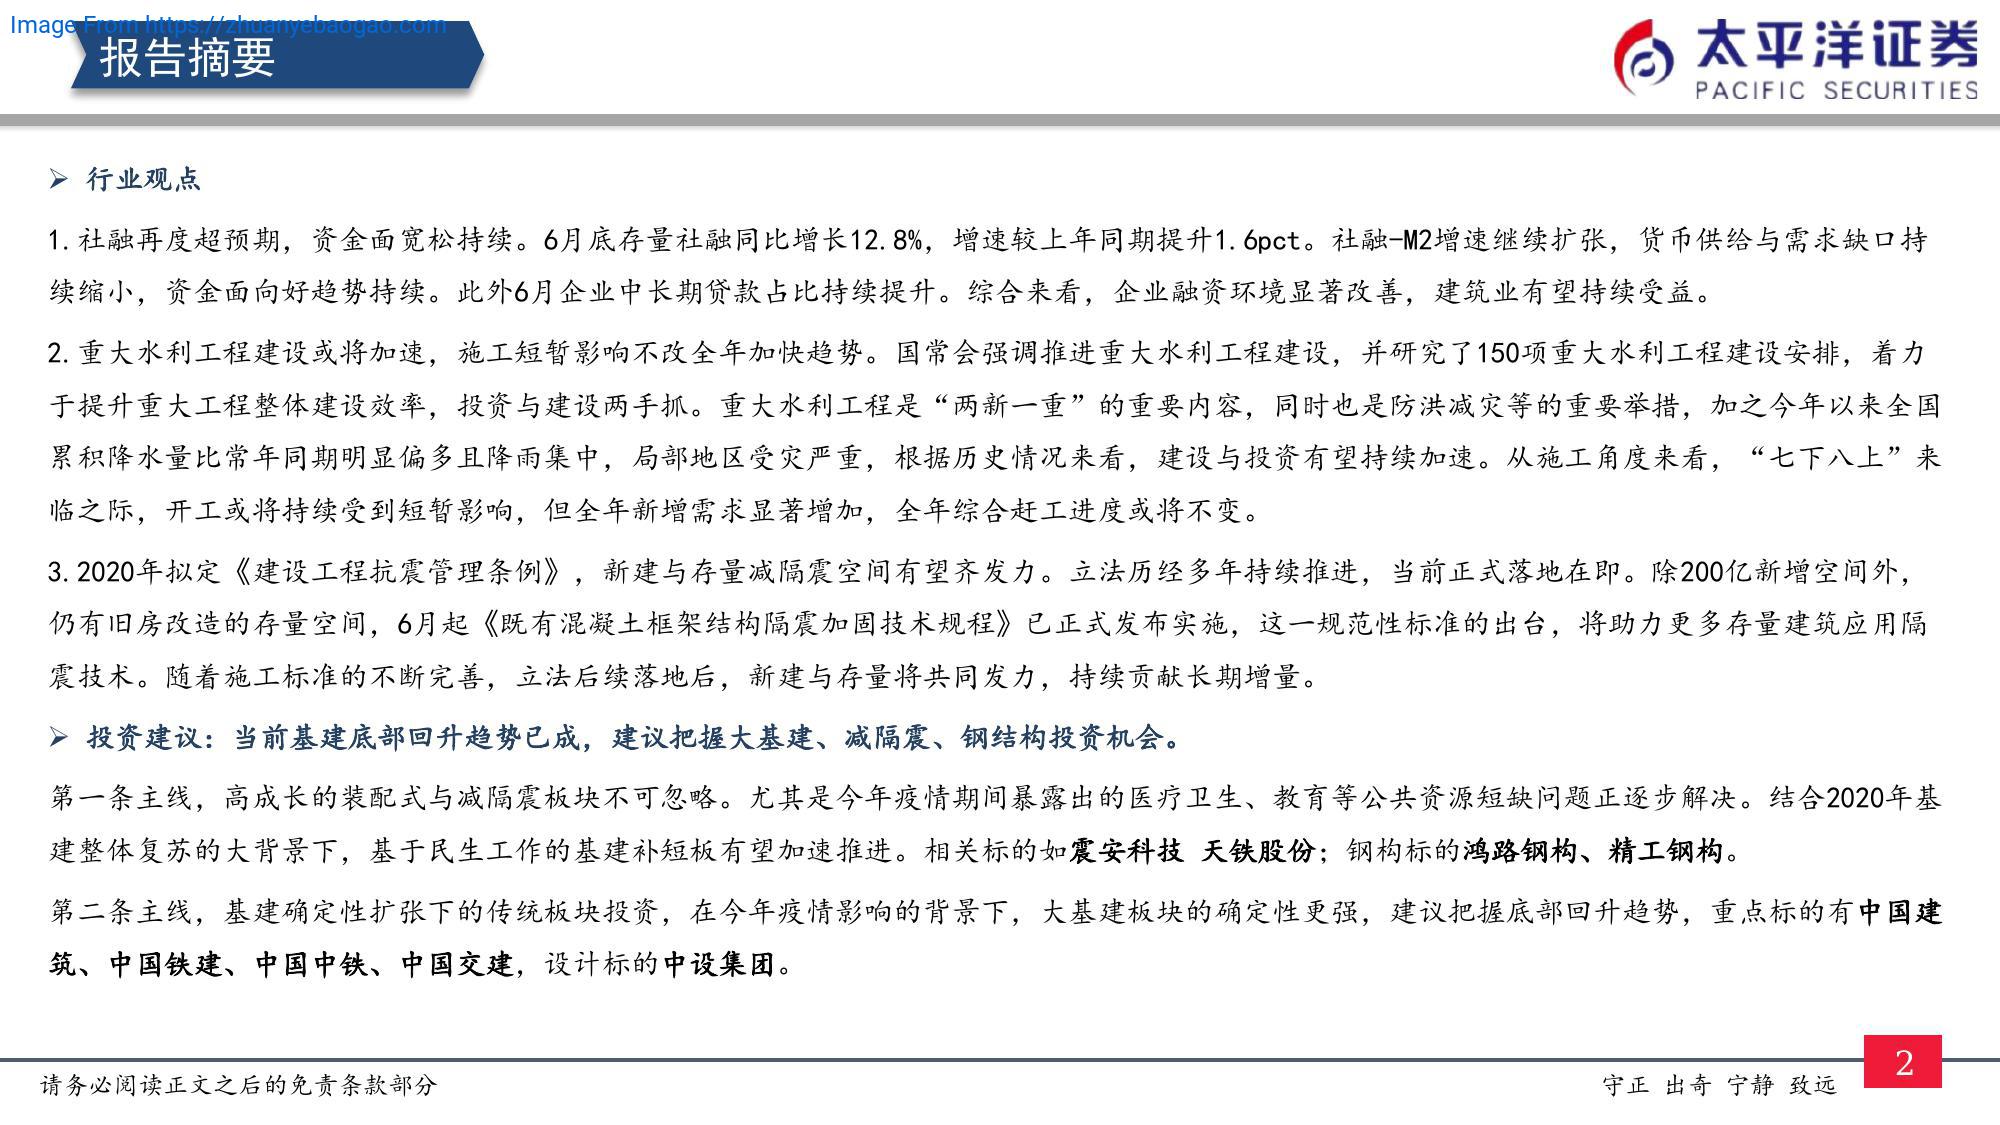 Image From https://zhuanyebaogao.com
报告摘要
太平洋证券
PACIFIC SECURITIES
➢ 行业观点
1.社融再度超预期，资金面宽松持续。6月底存量社融同比增长12.8%，增速较上年同期提升1.6pct。社融-M2增速继续扩张，货币供给与需求缺口持
续缩小，资金面向好趋势持续。此外6月企业中长期贷款占比持续提升。综合来看，企业融资环境显著改善，建筑业有望持续受益。
2.重大水利工程建设或将加速，施工短暂影响不改全年加快趋势。国常会强调推进重大水利工程建设，并研究了150项重大水利工程建设安排，着力
于提升重大工程整体建设效率，投资与建设两手抓。重大水利工程是“两新一重”的重要内容，同时也是防洪减灾等的重要举措，加之今年以来全国
累积降水量比常年同期明显偏多且降雨集中，局部地区受灾严重，根据历史情况来看，建设与投资有望持续加速。从施工角度来看，“七下八上”来
临之际，开工或将持续受到短暂影响，但全年新增需求显著增加，全年综合赶工进度或将不变。
3.2020年拟定《建设工程抗震管理条例》，新建与存量减隔震空间有望齐发力。立法历经多年持续推进，当前正式落地在即。除200亿新增空间外，
仍有旧房改造的存量空间，6月起《既有混凝土框架结构隔震加固技术规程》已正式发布实施，这一规范性标准的出台，将助力更多存量建筑应用隔
震技术。随着施工标准的不断完善，立法后续落地后，新建与存量将共同发力，持续贡献长期增量。
➢ 投资建议：当前基建底部回升趋势已成，建议把握大基建、减隔震、钢结构投资机会。
第一条主线，高成长的装配式与减隔震板块不可忽略。尤其是今年疫情期间暴露出的医疗卫生、教育等公共资源短缺问题正逐步解决。结合2020年基
建整体复苏的大背景下，基于民生工作的基建补短板有望加速推进。相关标的如震安科技 天铁股份；钢构标的鸿路钢构、精工钢构。
第二条主线，基建确定性扩张下的传统板块投资，在今年疫情影响的背景下，大基建板块的确定性更强，建议把握底部回升趋势，重点标的有中国建
筑、中国铁建、中国中铁、中国交建，设计标的中设集团。
请务必阅读正文之后的免责条款部分
守正 出奇 宁静 致远
2